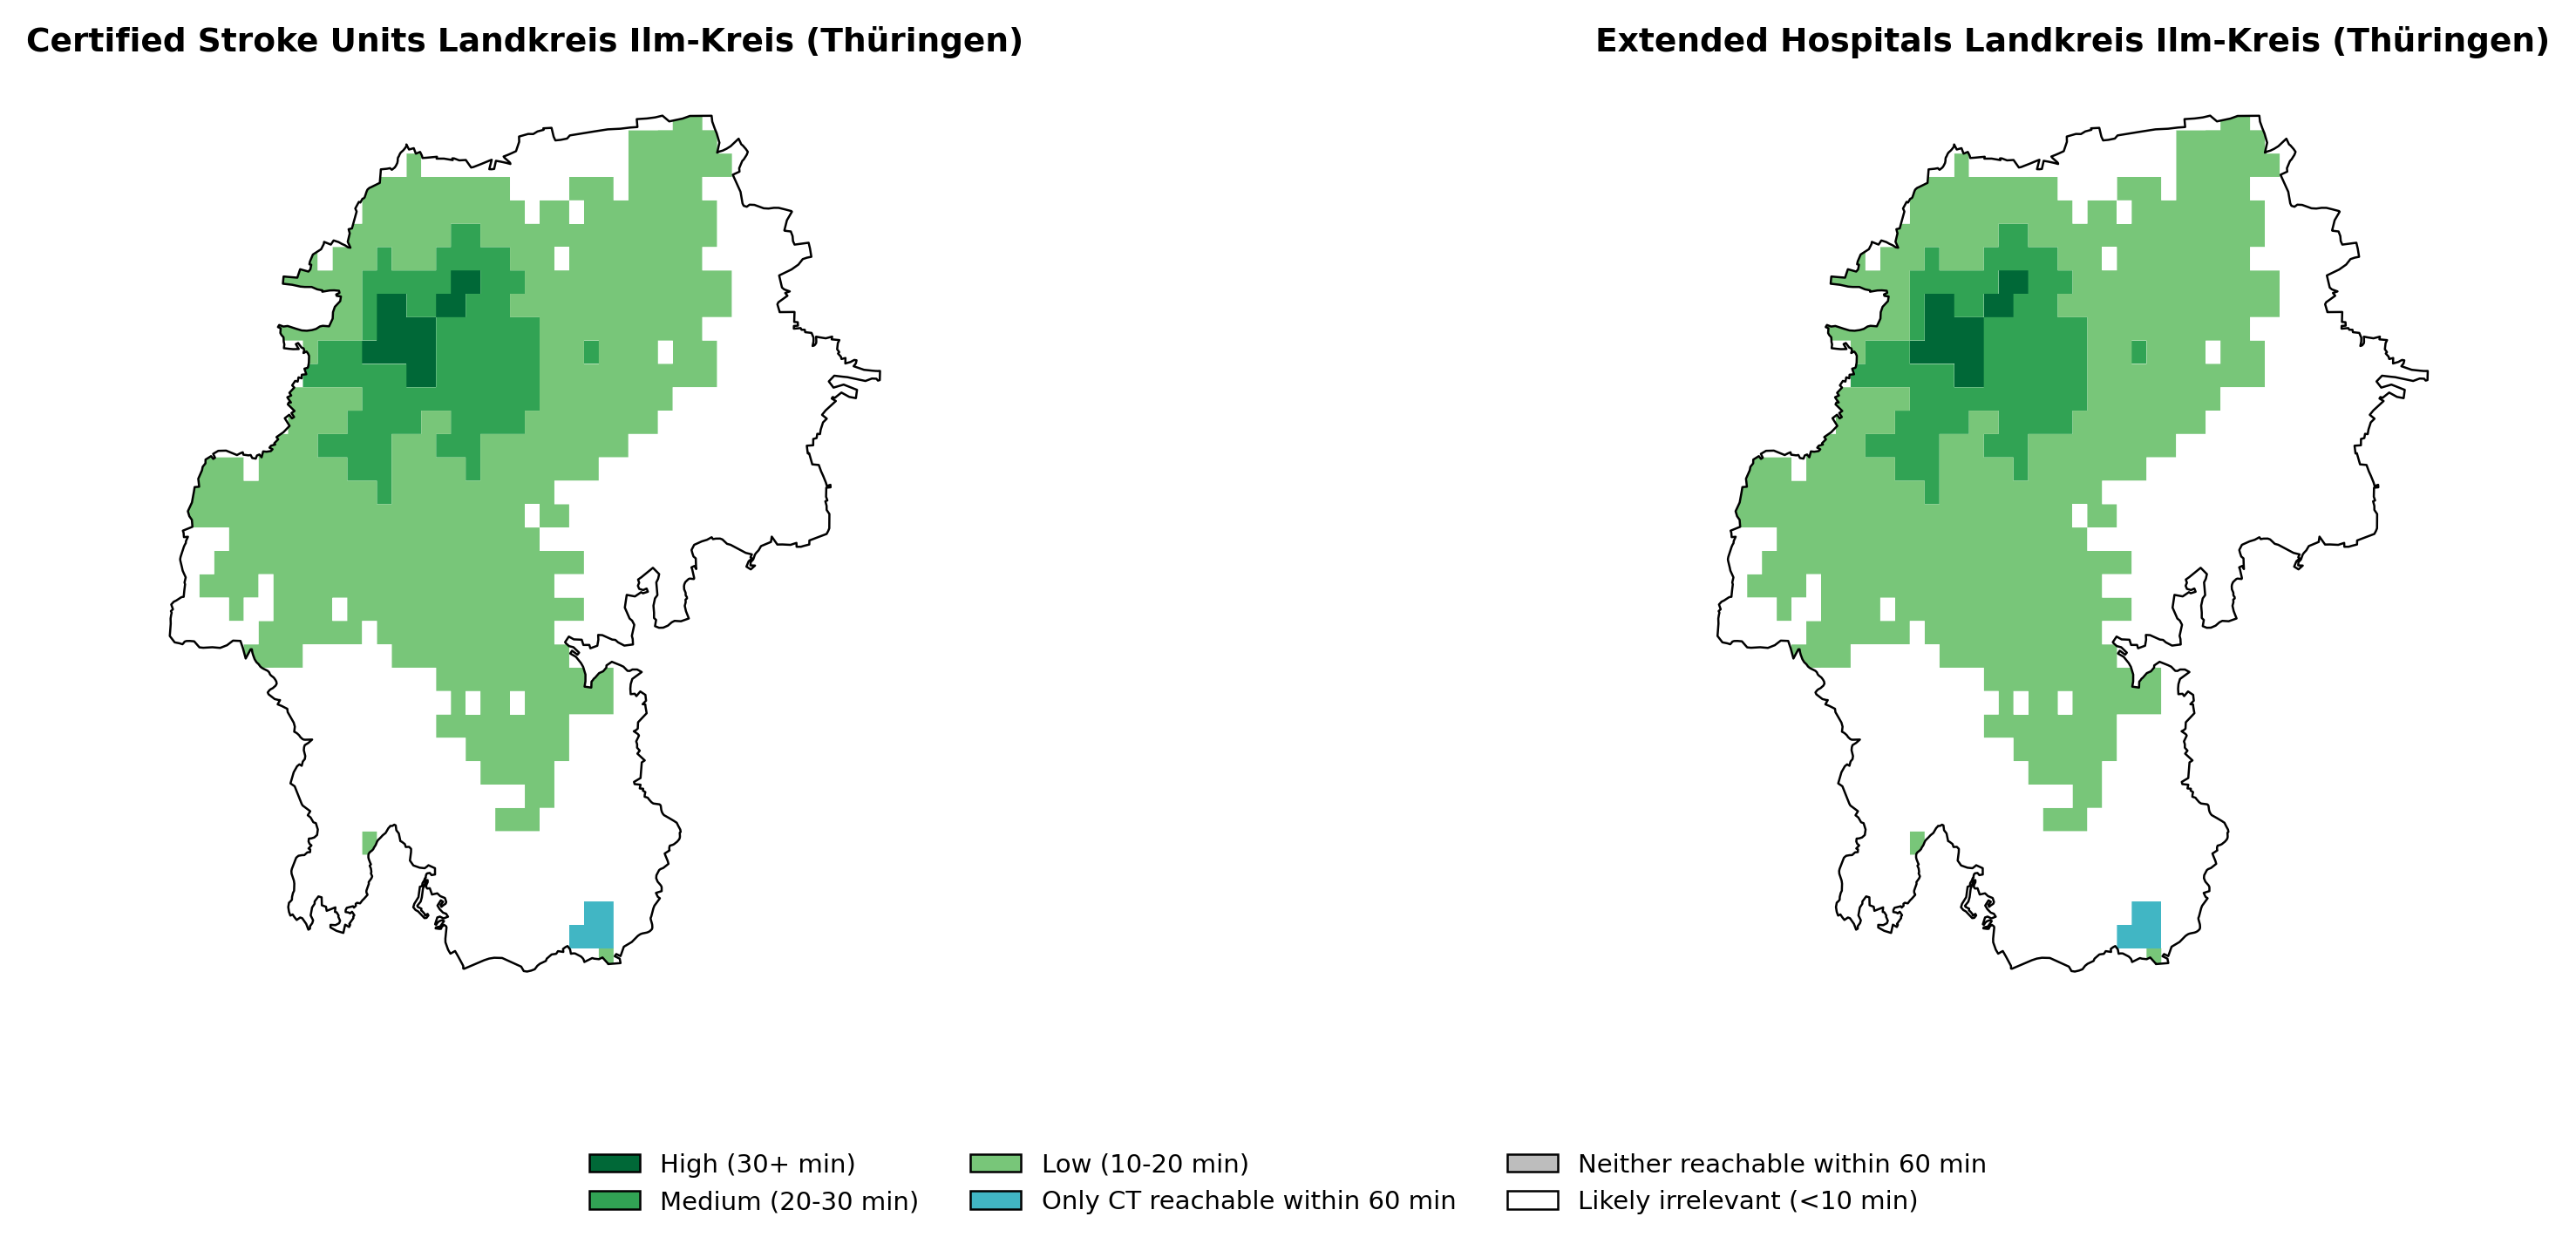 Certified Stroke Units Landkreis Ilm-Kreis (Thüringen)
Extended Hospitals Landkreis Ilm-Kreis (Thüringen)
High (30+ min)
Medium (20-30 min)
Low (10-20 min)
Only CT reachable within 60 min
Neither reachable within 60 min
Likely irrelevant (<10 min)